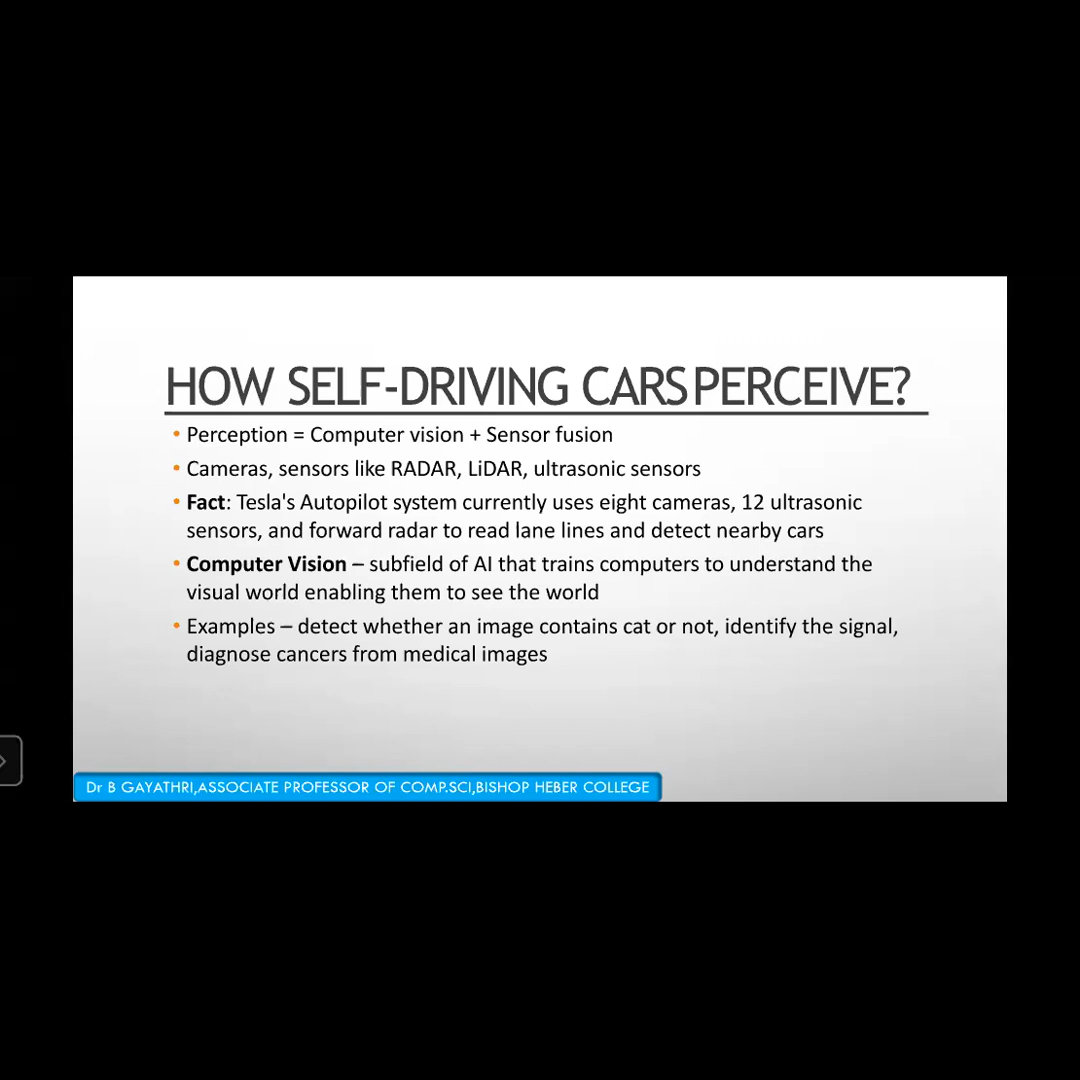 HOW SELF-DRIVING CARS PERCEIVE?
• Perception = Computer vision + Sensor fusion
• Cameras, sensors like RADAR, LiDAR, ultrasonic sensors
• Fact: Tesla's Autopilot system currently uses eight cameras, 12 ultrasonic
sensors, and forward radar to read lane lines and detect nearby cars
• Computer Vision – subfield of AI that trains computers to understand the
visual world enabling them to see the world
• Examples – detect whether an image contains cat or not, identify the signal,
diagnose cancers from medical images
Dr B GAYATHRI,ASSOCIATE PROFESSOR OF COMP.SCI,BISHOP HEBER COLLEGE